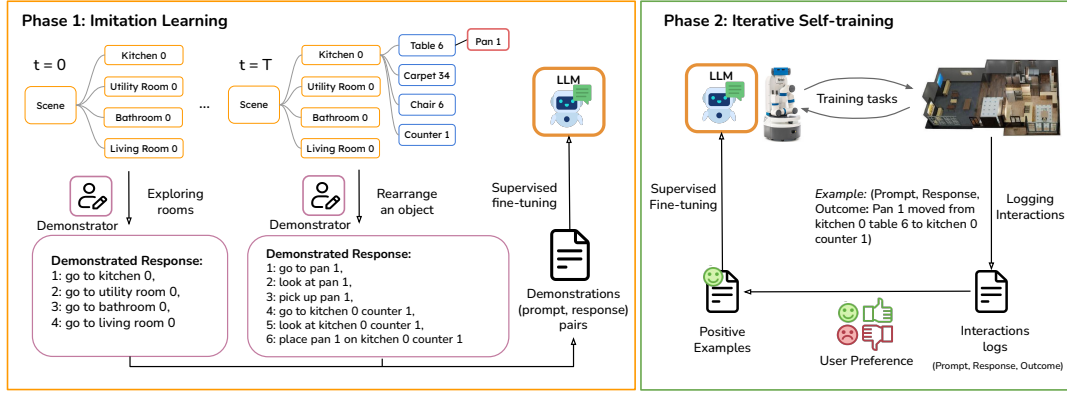 Phase 1: Imitation Learning
t = 0
Scene
Kitchen 0
Utility Room 0
Bathroom 0
Living Room 0
...
t = T
Scene
Kitchen 0
Utility Room 0
Bathroom 0
Living Room 0
Table 6
Carpet 34
Chair 6
Counter 1
Pan 1
LLM
Demonstrator
Exploring
rooms
Demonstrator
Rearrange
an object
Supervised
fine-tuning
Demonstrated Response:
1: go to kitchen 0,
2: go to utility room 0,
3: go to bathroom 0,
4: go to living room 0
Demonstrated Response:
1: go to pan 1,
2: look at pan 1,
3: pick up pan 1,
4: go to kitchen 0 counter 1,
5: look at kitchen 0 counter 1,
6: place pan 1 on kitchen 0 counter 1
Demonstrations
(prompt, response)
pairs
Phase 2: Iterative Self-training
LLM
Training tasks
Supervised
Fine-tuning
Example: (Prompt, Response,
Outcome: Pan 1 moved from
kitchen 0 table 6 to kitchen 0
counter 1)
Logging
Interactions
Positive
Examples
User Preference
Interactions
logs
(Prompt, Response, Outcome)